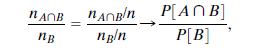 n_{A∩B} / n_B = (n_{A∩B}/n) / (n_B/n) → P[A ∩ B] / P[B],